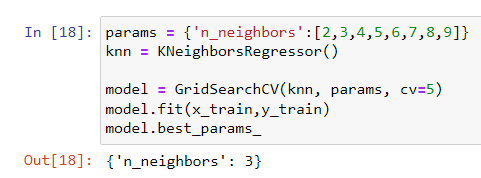 In [18]: params = {'n_neighbors':[2,3,4,5,6,7,8,9]}
knn = KNeighborsRegressor()
model = GridSearchCV(knn, params, cv=5)
model.fit(x_train,y_train)
model.best_params_
Out[18]: {'n_neighbors': 3}